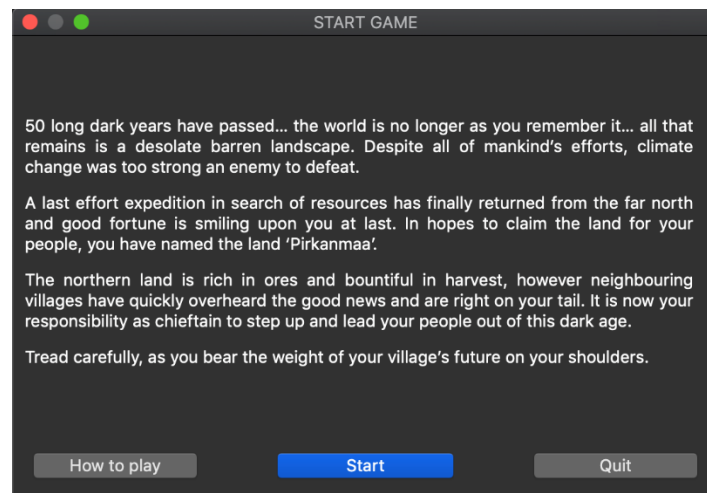 START GAME
50 long dark years have passed... the world is no longer as you remember it... all that
remains is a desolate barren landscape. Despite all of mankind’s efforts, climate
change was too strong an enemy to defeat.
A last effort expedition in search of resources has finally returned from the far north
and good fortune is smiling upon you at last. In hopes to claim the land for your
people, you have named the land ‘Pirkanmaa’.
The northern land is rich in ores and bountiful in harvest, however neighbouring
villages have quickly overheard the good news and are right on your tail. It is now your
responsibility as chieftain to step up and lead your people out of this dark age.
Tread carefully, as you bear the weight of your village’s future on your shoulders.
How to play Start Quit